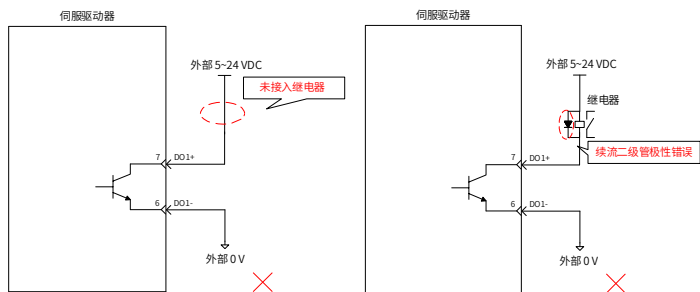 伺服驱动器
外部 5~24 VDC
未接入继电器
7
DO1+
6
DO1-
外部 0 V
伺服驱动器
外部 5~24 VDC
继电器
续流二级管极性错误
7
DO1+
6
DO1-
外部 0 V